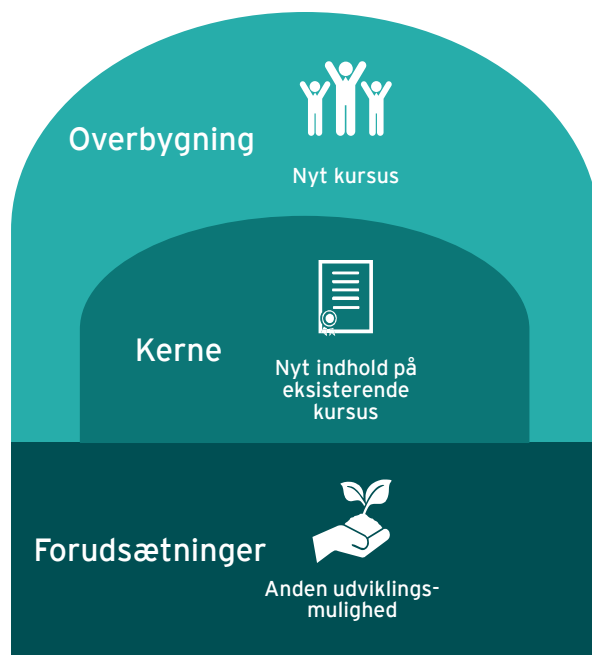 Overbygning
Nyt kursus
Kerne
Nyt indhold på
eksisterende
kursus
Forudsætninger
Anden udviklings-
mulighed